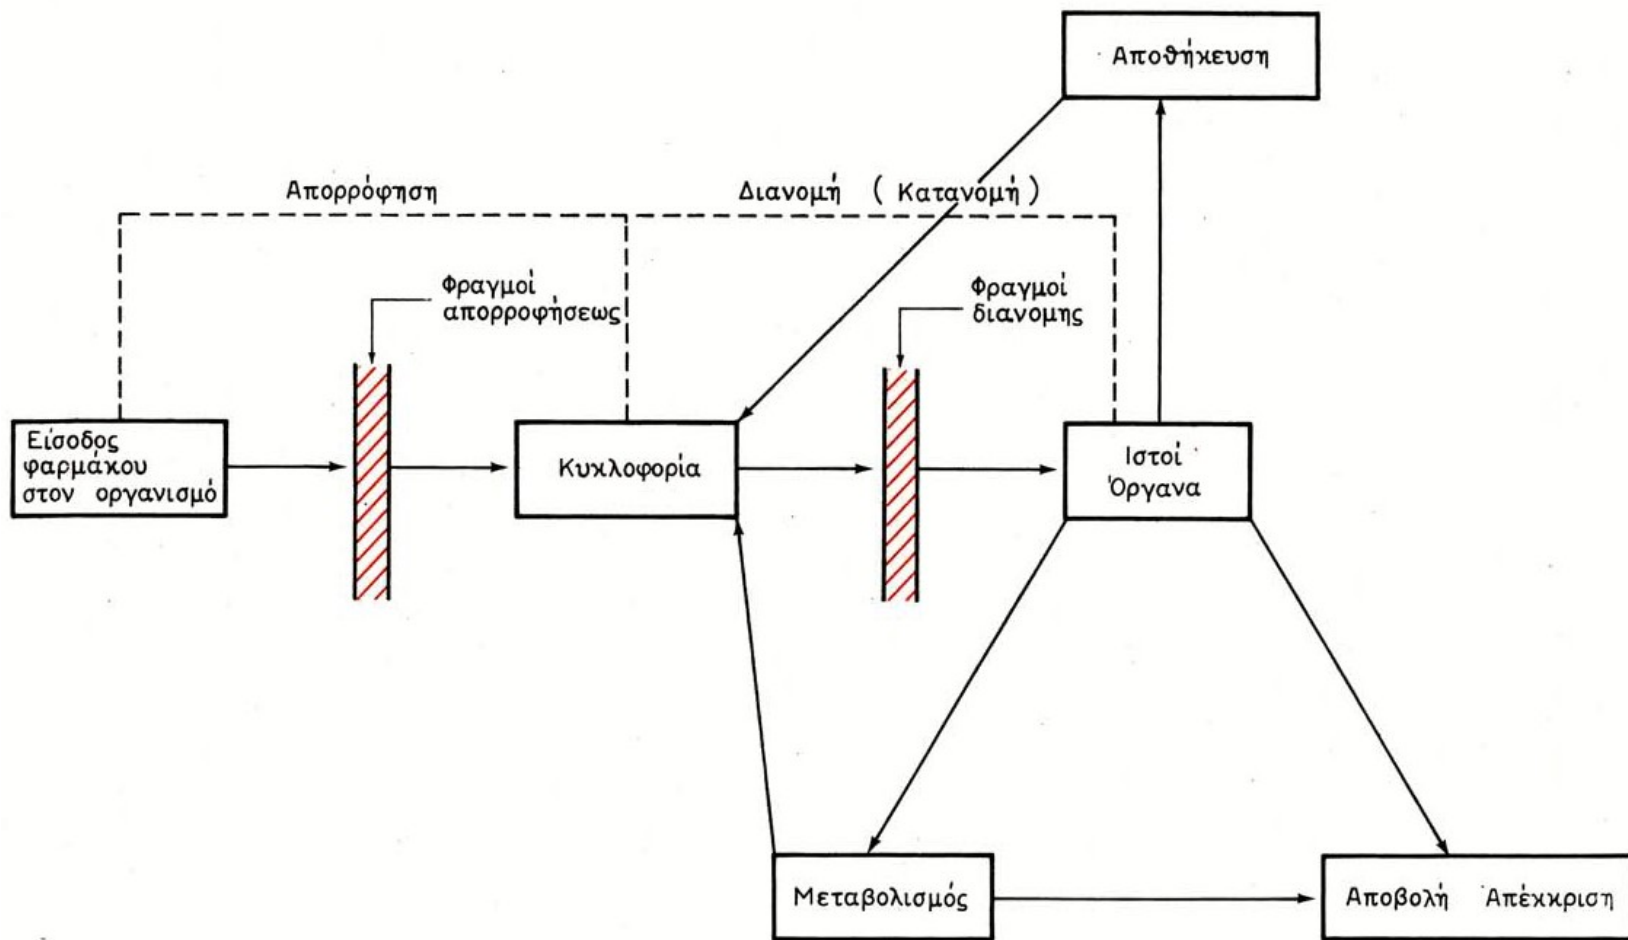 Αποθήκευση
Απορρόφηση
Διανομή ( Κατανομή )
Φραγμοί
απορροφήσεως
Φραγμοί
διανομης
Είσοδος
φαρμάκου
στον οργανισμό
Κυκλοφορία
Ιστοί
Όργανα
Μεταβολισμός
Αποβολή Απέκκριση